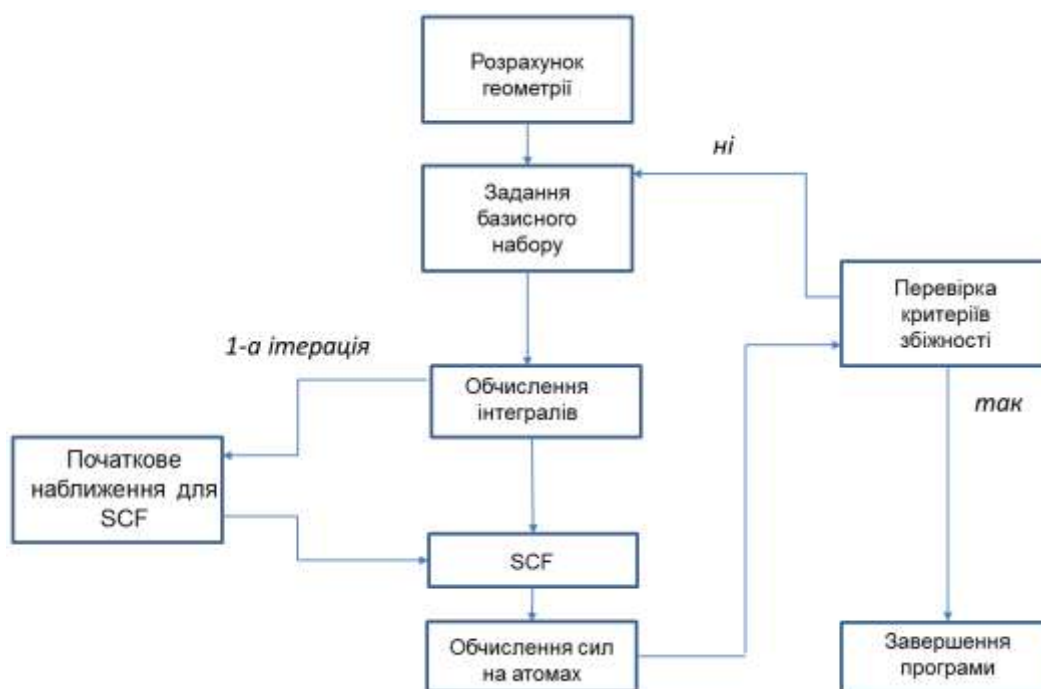 Розрахунок
геометрії
ні
Задання
базисного
набору
Перевірка
критеріїв
збіжності
1-а ітерація
Обчислення
інтегралів
так
Початкове
наближення для
SCF
SCF
Обчислення сил
на атомах
Завершення
програми